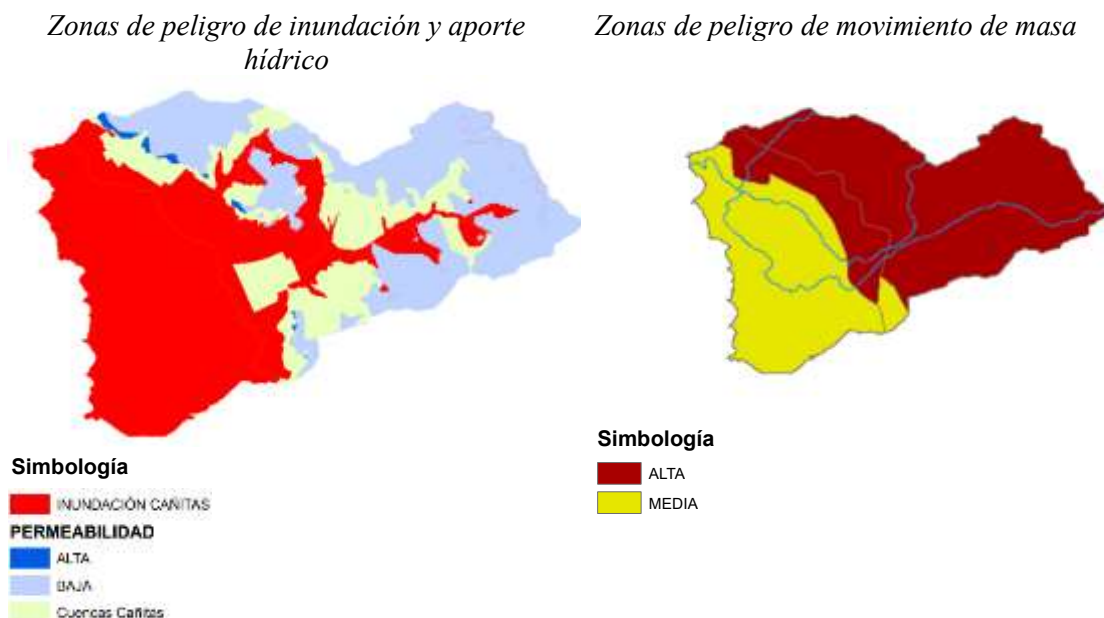 Zonas de peligro de inundación y aporte
hídrico
Zonas de peligro de movimiento de masa
Simbología
INUNDACIÓN CAÑITAS
PERMEABILIDAD
ALTA
BAJA
Cuencas Cañitas
Simbología
ALTA
MEDIA